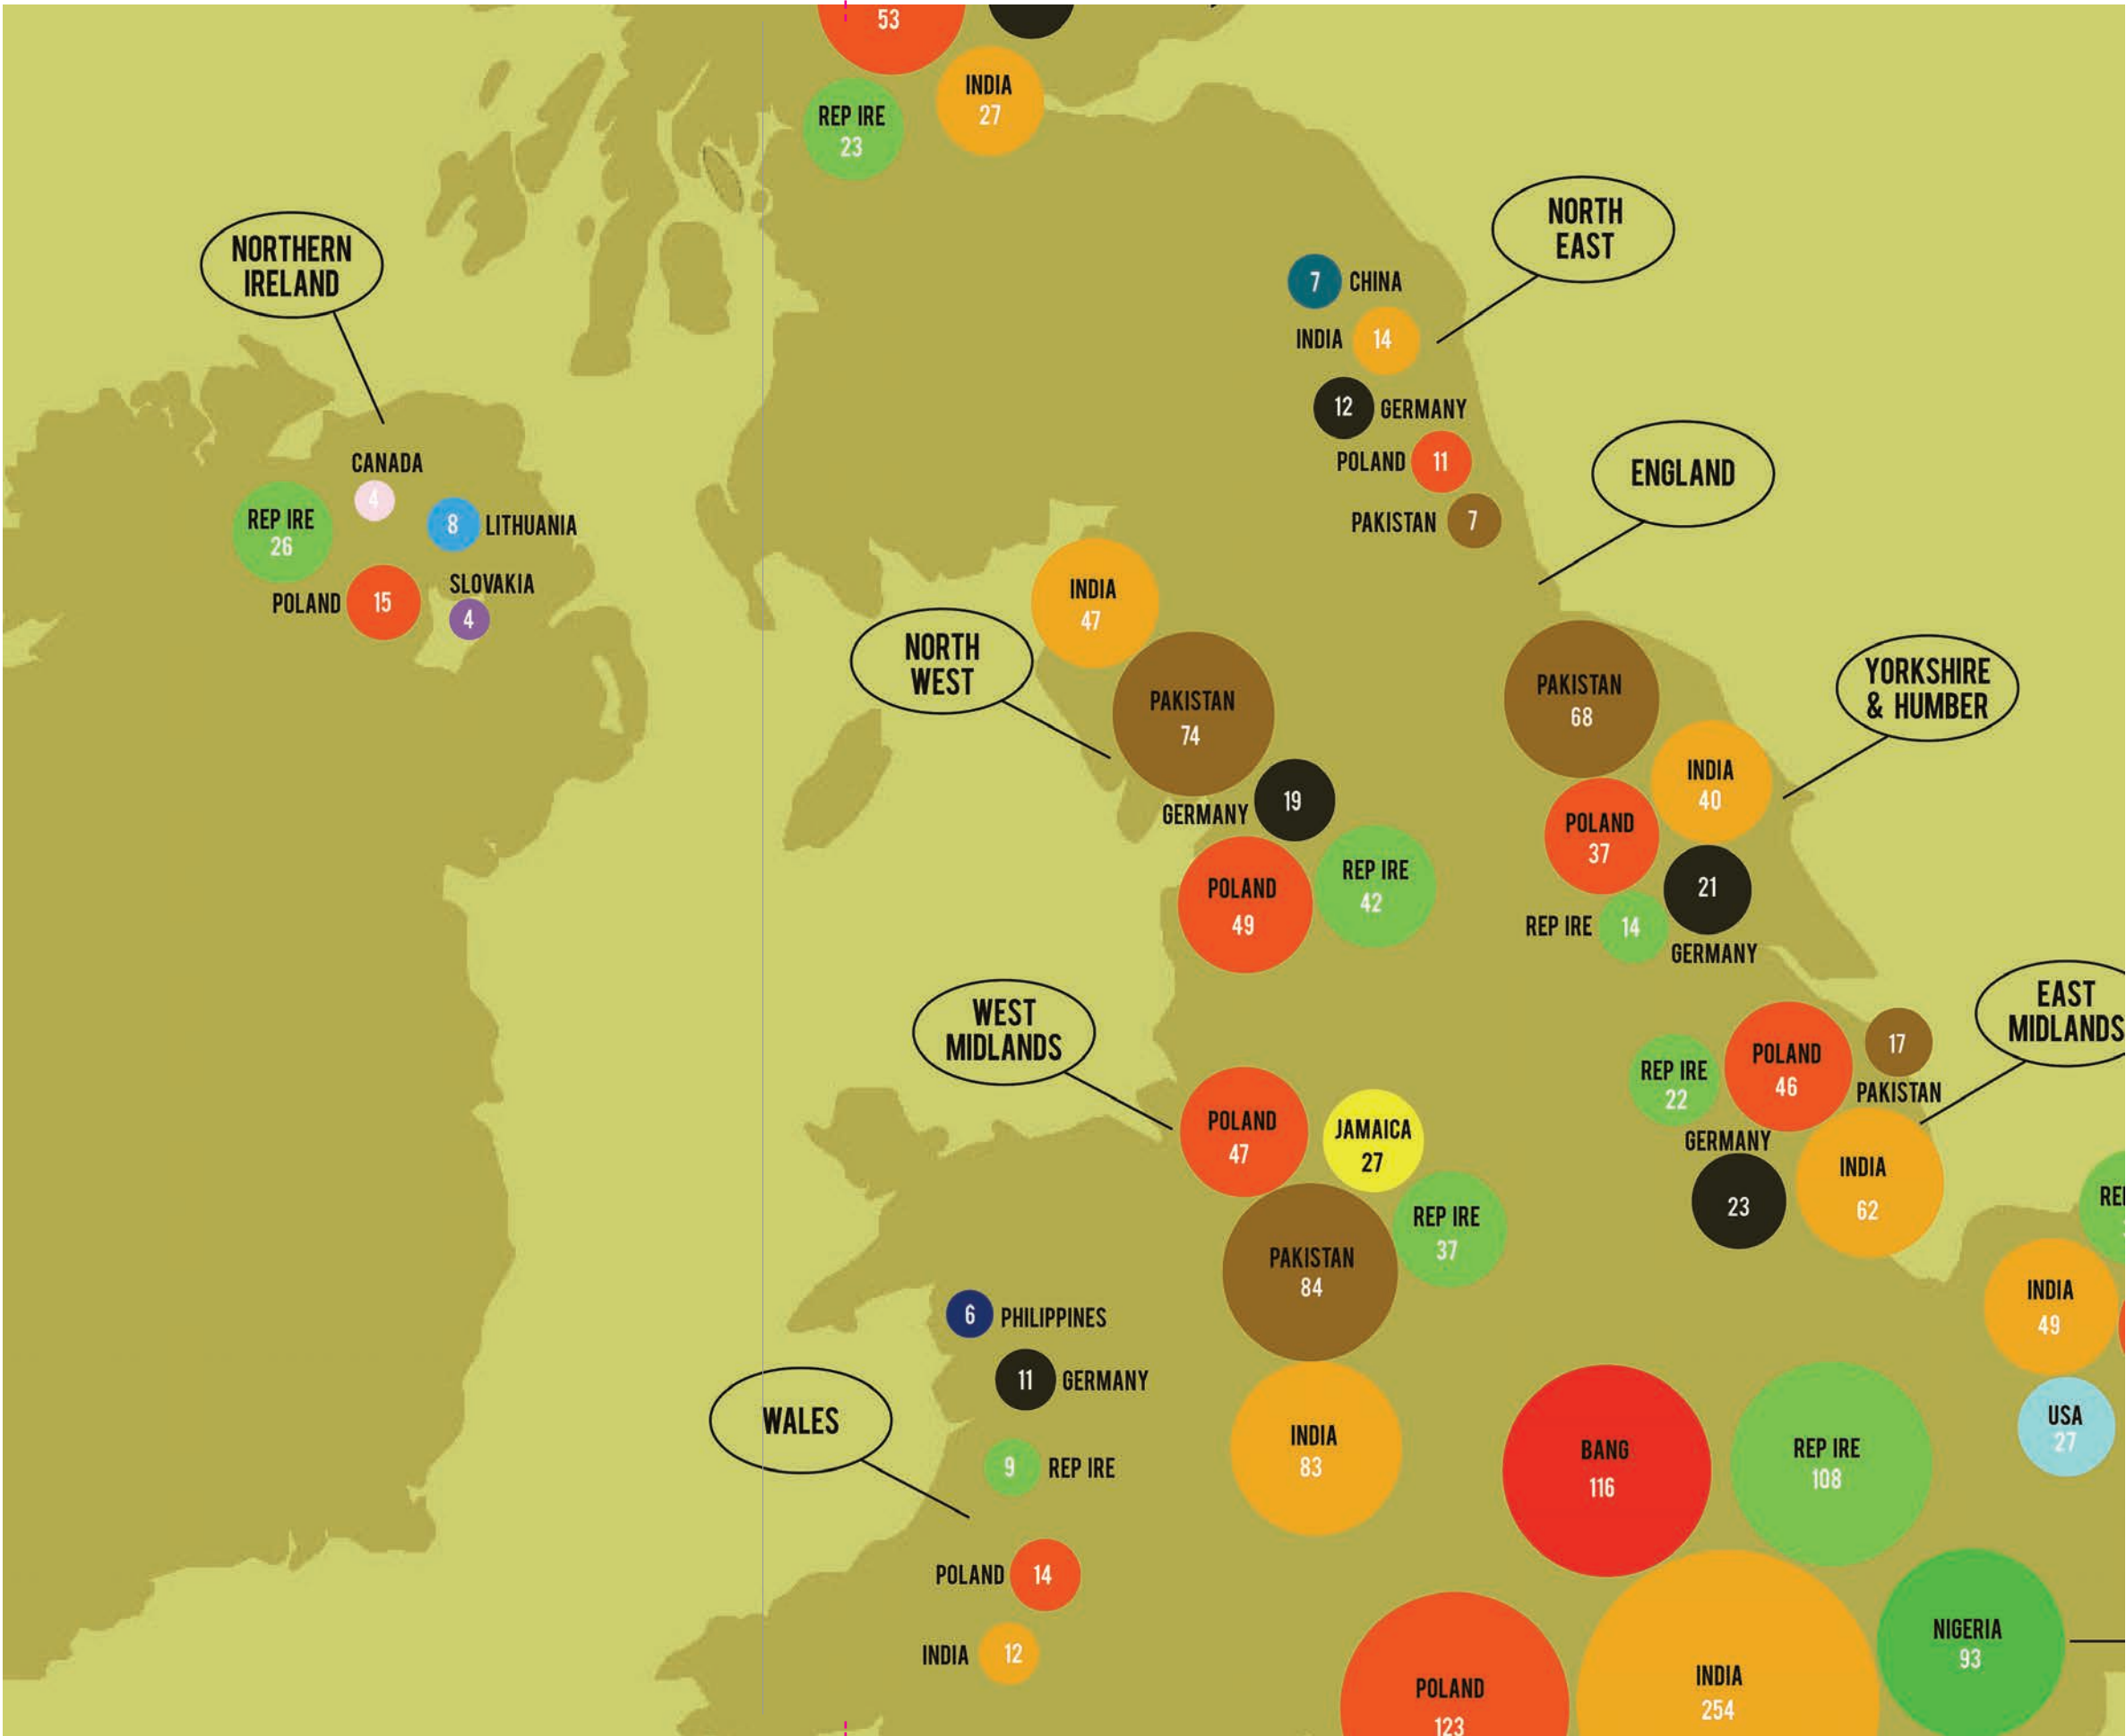 53
INDIA
27
REP IRE
23
NORTHERN
IRELAND
CANADA
4
REP IRE
26
8 LITHUANIA
POLAND 15
SLOVAKIA
4
NORTH
EAST
7 CHINA
INDIA 14
12 GERMANY
POLAND 11
PAKISTAN 7
ENGLAND
NORTH
WEST
INDIA
47
PAKISTAN
74
GERMANY 19
POLAND
49
REP IRE
42
YORKSHIRE
& HUMBER
PAKISTAN
68
INDIA
40
POLAND
37
21
GERMANY
REP IRE 14
EAST
MIDLANDS
REP IRE
22
POLAND
46
17
PAKISTAN
GERMANY
23
INDIA
62
WEST
MIDLANDS
POLAND
47
JAMAICA
27
PAKISTAN
84
REP IRE
37
INDIA
83
WALES
6 PHILIPPINES
11 GERMANY
9 REP IRE
POLAND 14
INDIA 12
INDIA
49
USA
27
BANG
116
REP IRE
108
NIGERIA
93
INDIA
254
POLAND
123